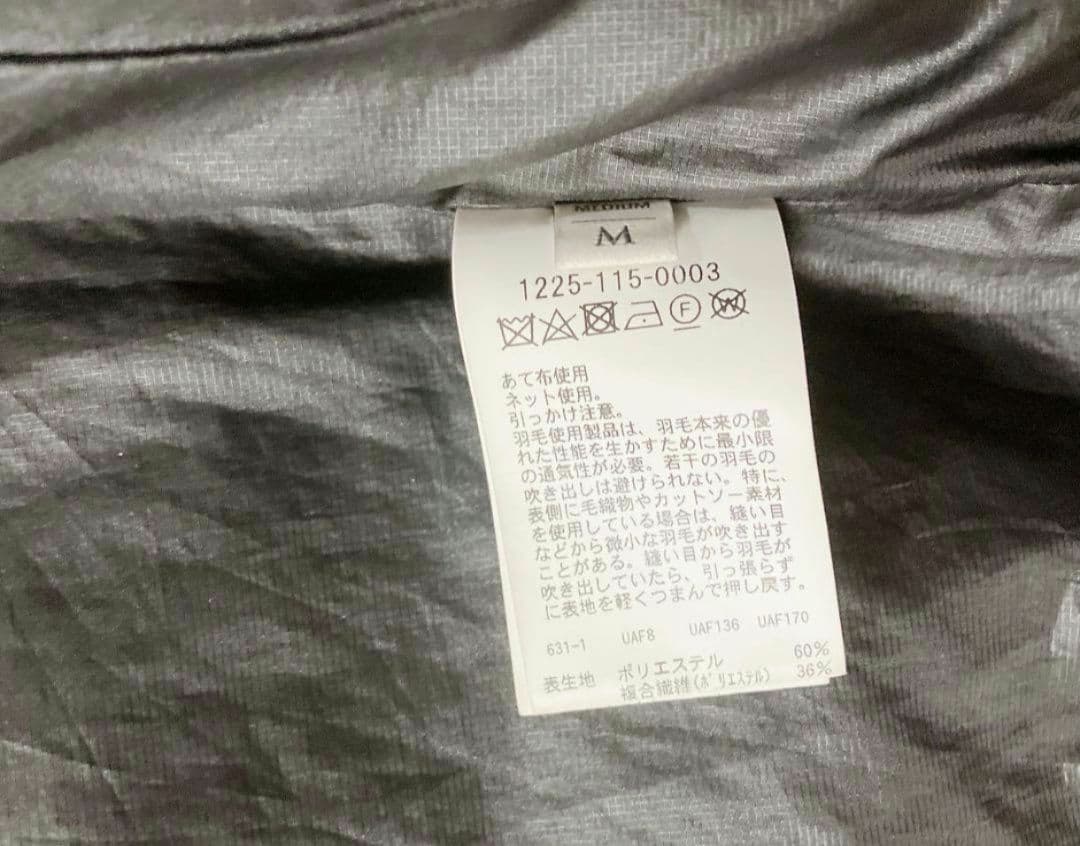 MEDIUM
M
1225-115-0003
F W
あて布使用
ネット使用。
引っかけ注意。
羽毛使用製品は、羽毛本来の優
れた性能を生かすために最小限
の通気性が必要。若干の羽毛の
吹き出しは避けられない。特に、
表側に毛織物やカットソー素材
を使用している場合は、縫い目
などから微小な羽毛が吹き出す
ことがある。縫い目から羽毛が
吹き出していたら、引っ張らず
に表地を軽くつまんで押し戻す。
631-1 UAF8 UAF136 UAF170
表生地 ポリエステル 60%
複合繊維(ポリエステル) 36%